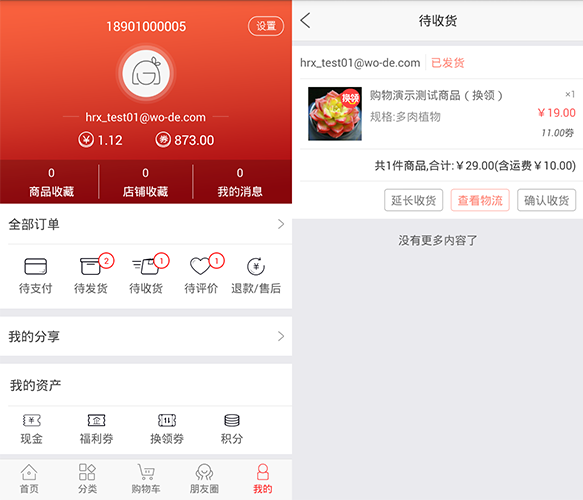 18901000005
设置
hrx_test01@wo-de.com
¥ 1.12
券 873.00
0
0
0
商品收藏
店铺收藏
我的消息
全部订单
2
1
1
¥
待支付
待发货
待收货
待评价
退款/售后
我的分享
我的资产
现金
福利券
换领券
积分
首页
分类
购物车
朋友圈
我的
待收货
hrx_test01@wo-de.com
已发货
换领
购物演示测试商品（换领）
×1
规格:多肉植物
¥19.00
11.00券
共1件商品,合计:¥29.00(含运费¥10.00)
延长收货
查看物流
确认收货
没有更多内容了